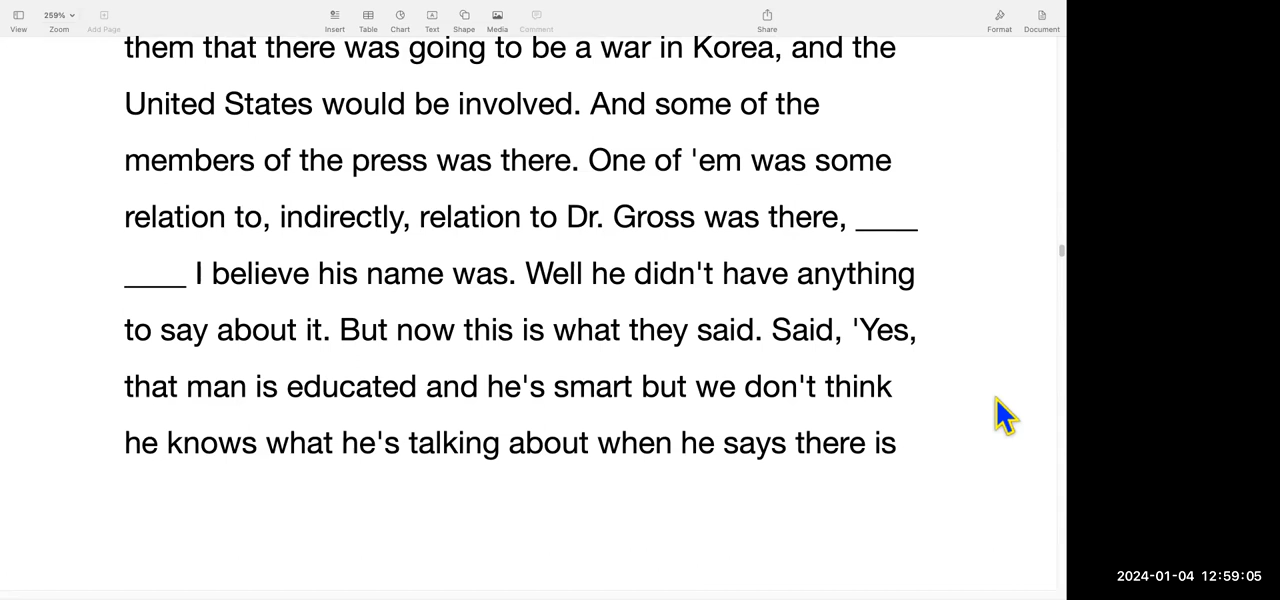 259%
View
Zoom
Add Page
Insert
Table
Chart
Text
Shape
Media
Comment
Share
Format
Document
them that there was going to be a war in Korea, and the
United States would be involved. And some of the
members of the press was there. One of 'em was some
relation to, indirectly, relation to Dr. Gross was there, ____
____ I believe his name was. Well he didn't have anything
to say about it. But now this is what they said. Said, 'Yes,
that man is educated and he's smart but we don't think
he knows what he's talking about when he says there is
2024-01-04 12:59:05